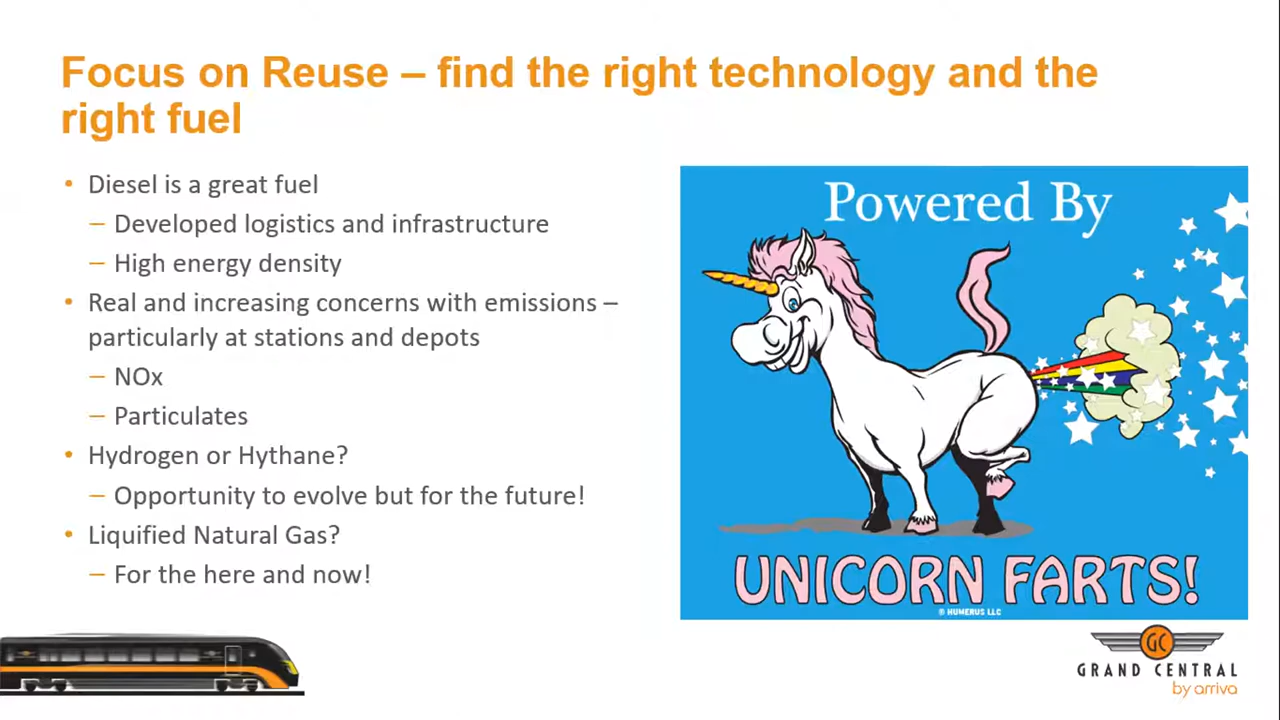 Focus on Reuse – find the right technology and the
right fuel
• Diesel is a great fuel
– Developed logistics and infrastructure
– High energy density
• Real and increasing concerns with emissions –
particularly at stations and depots
– NOx
– Particulates
• Hydrogen or Hythane?
– Opportunity to evolve but for the future!
• Liquified Natural Gas?
– For the here and now!
Powered By
UNICORN FARTS!
© HUMERUS LLC
GC
GRAND CENTRAL
by arriva